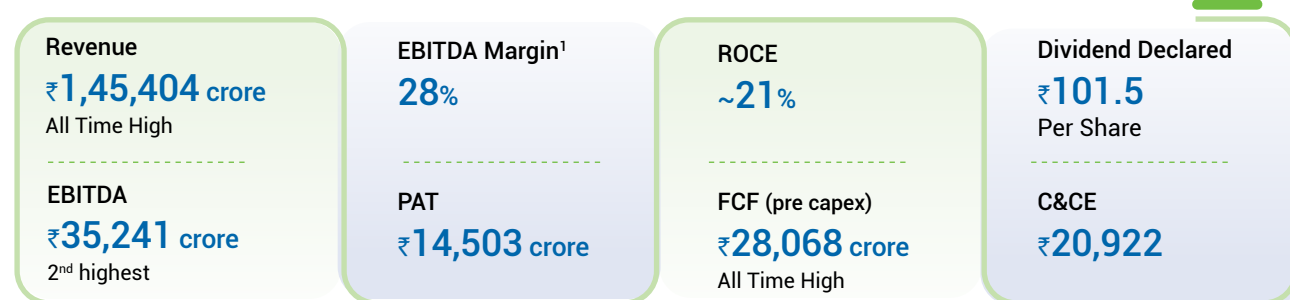 Revenue
₹1,45,404 crore
All Time High
EBITDA
₹35,241 crore
2nd highest
EBITDA Margin1
28%
PAT
₹14,503 crore
ROCE
~21%
FCF (pre capex)
₹28,068 crore
All Time High
Dividend Declared
₹101.5
Per Share
C&CE
₹20,922